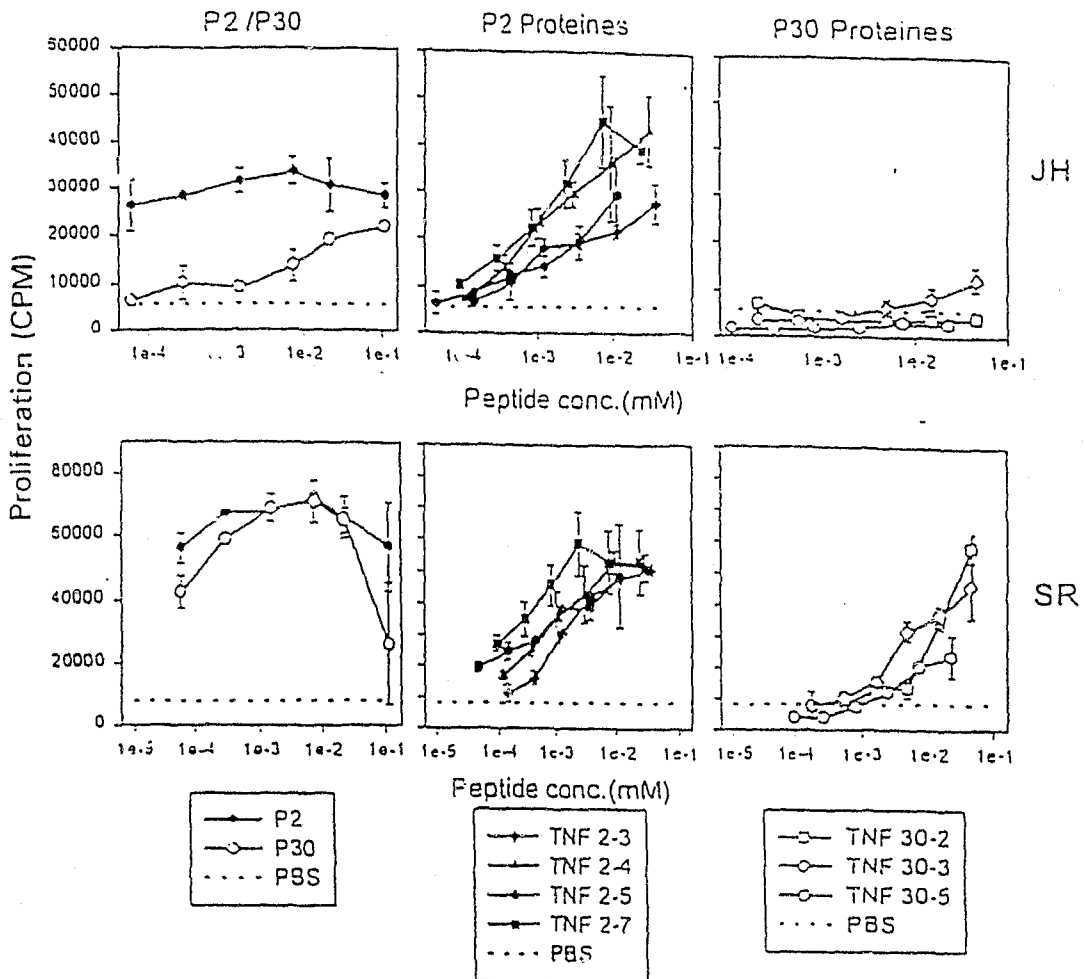 P2/P30
P2 Proteines
P30 Proteines
Proliferation (CPM)
60000
50000
40000
30000
20000
10000
0
1e-4
1e-2
1e-1
1e-4
1e-3
1e-2
1e-1
1e-4
1e-3
1e-2
1e-1
JH
Peptide conc.(mM)
80000
60000
40000
20000
0
1e-5
1e-4
1e-3
1e-2
1e-1
1e-5
1e-4
1e-3
1e-2
1e-1
1e-5
1e-4
1e-3
1e-2
1e-1
SR
Peptide conc.(mM)
P2
P30
PBS
TNF 2-3
TNF 2-4
TNF 2-5
TNF 2-7
PBS
TNF 30-2
TNF 30-3
TNF 30-5
PBS